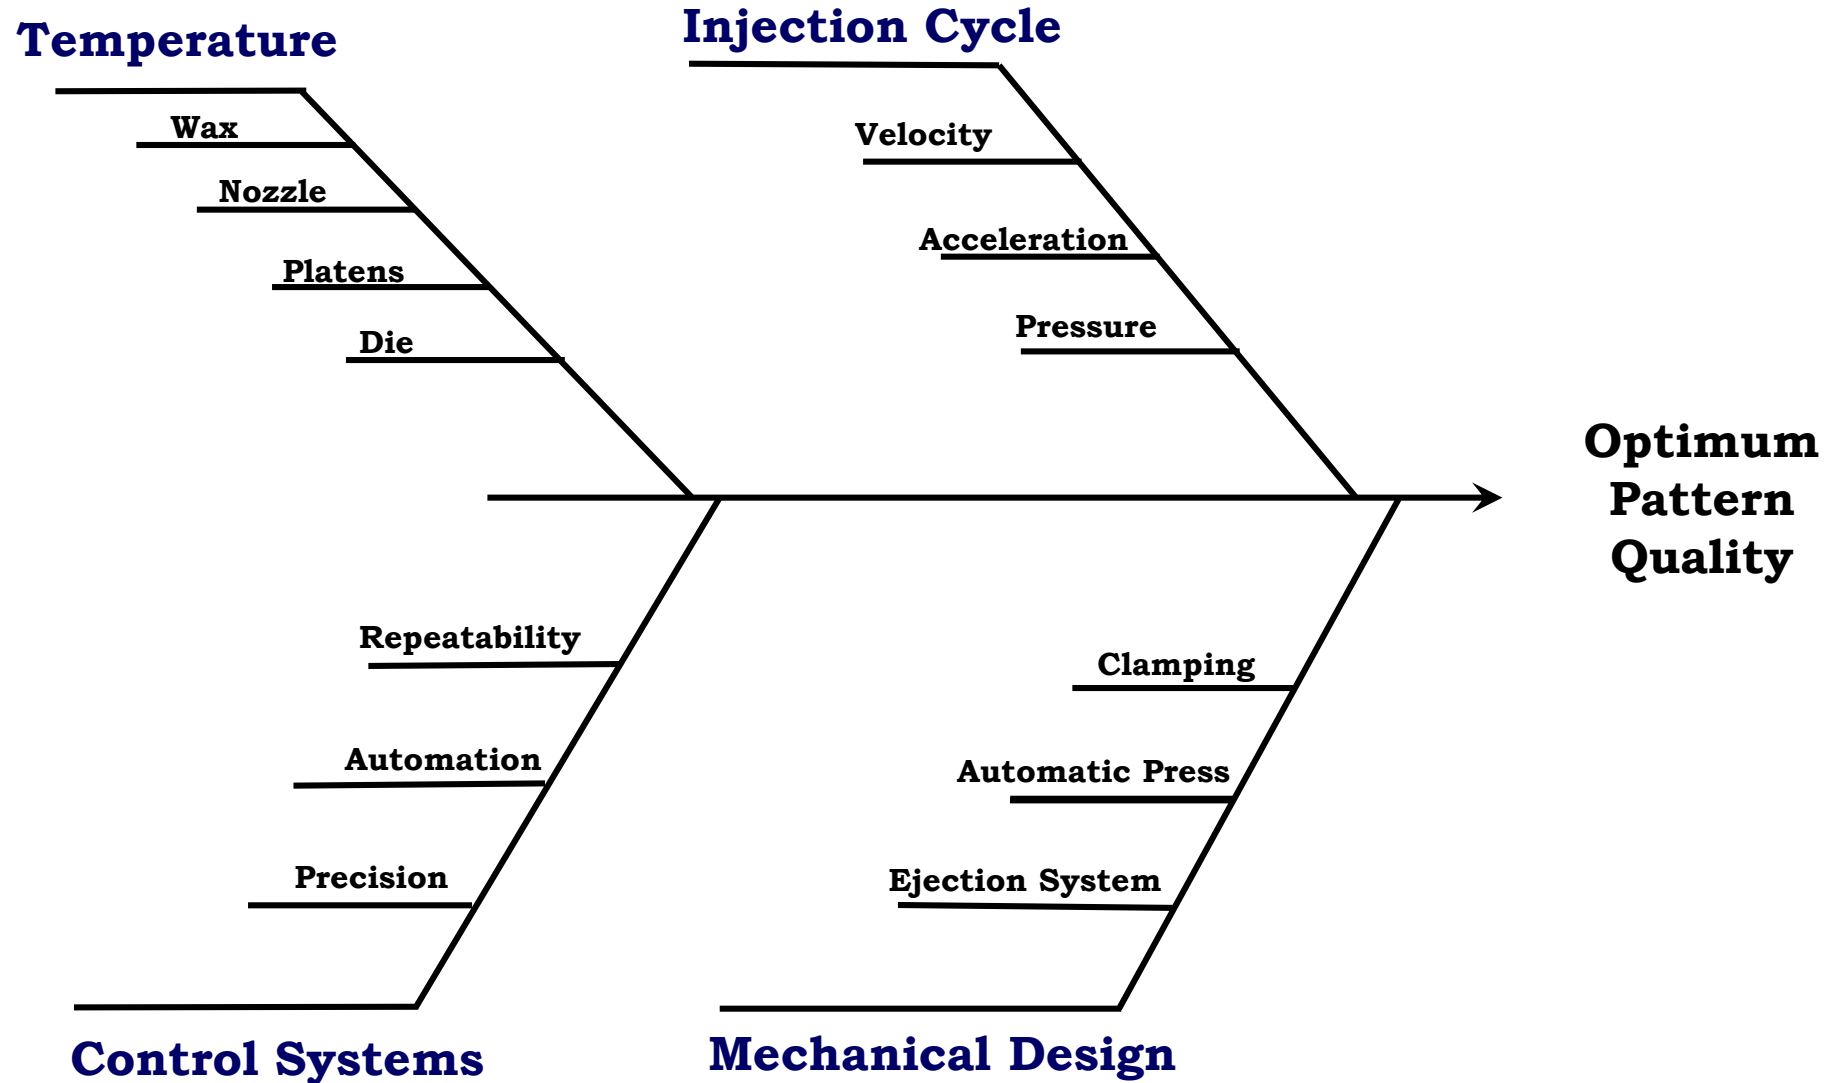 Temperature
Wax
Nozzle
Platens
Die
Injection Cycle
Velocity
Acceleration
Pressure
Optimum
Pattern
Quality
Repeatability
Automation
Precision
Control Systems
Clamping
Automatic Press
Ejection System
Mechanical Design